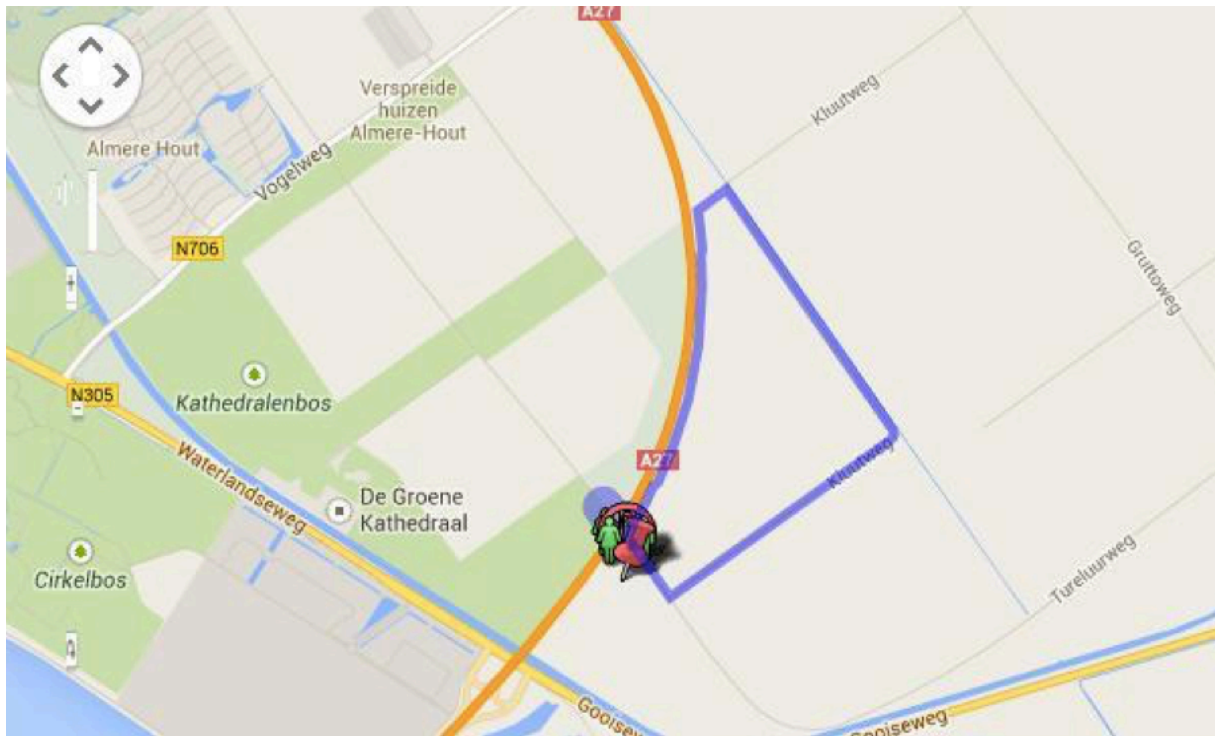 A27
Kluutweg
Verspreide
huizen
Almere-Hout
Almere Hout
Vogelweg
N706
Gruttoweg
Kathedralenbos
N305
Waterlandseweg
A27
Kluutweg
De Groene
Kathedraal
Cirkelbos
Tureluurweg
Gooisew
Gooiseweg